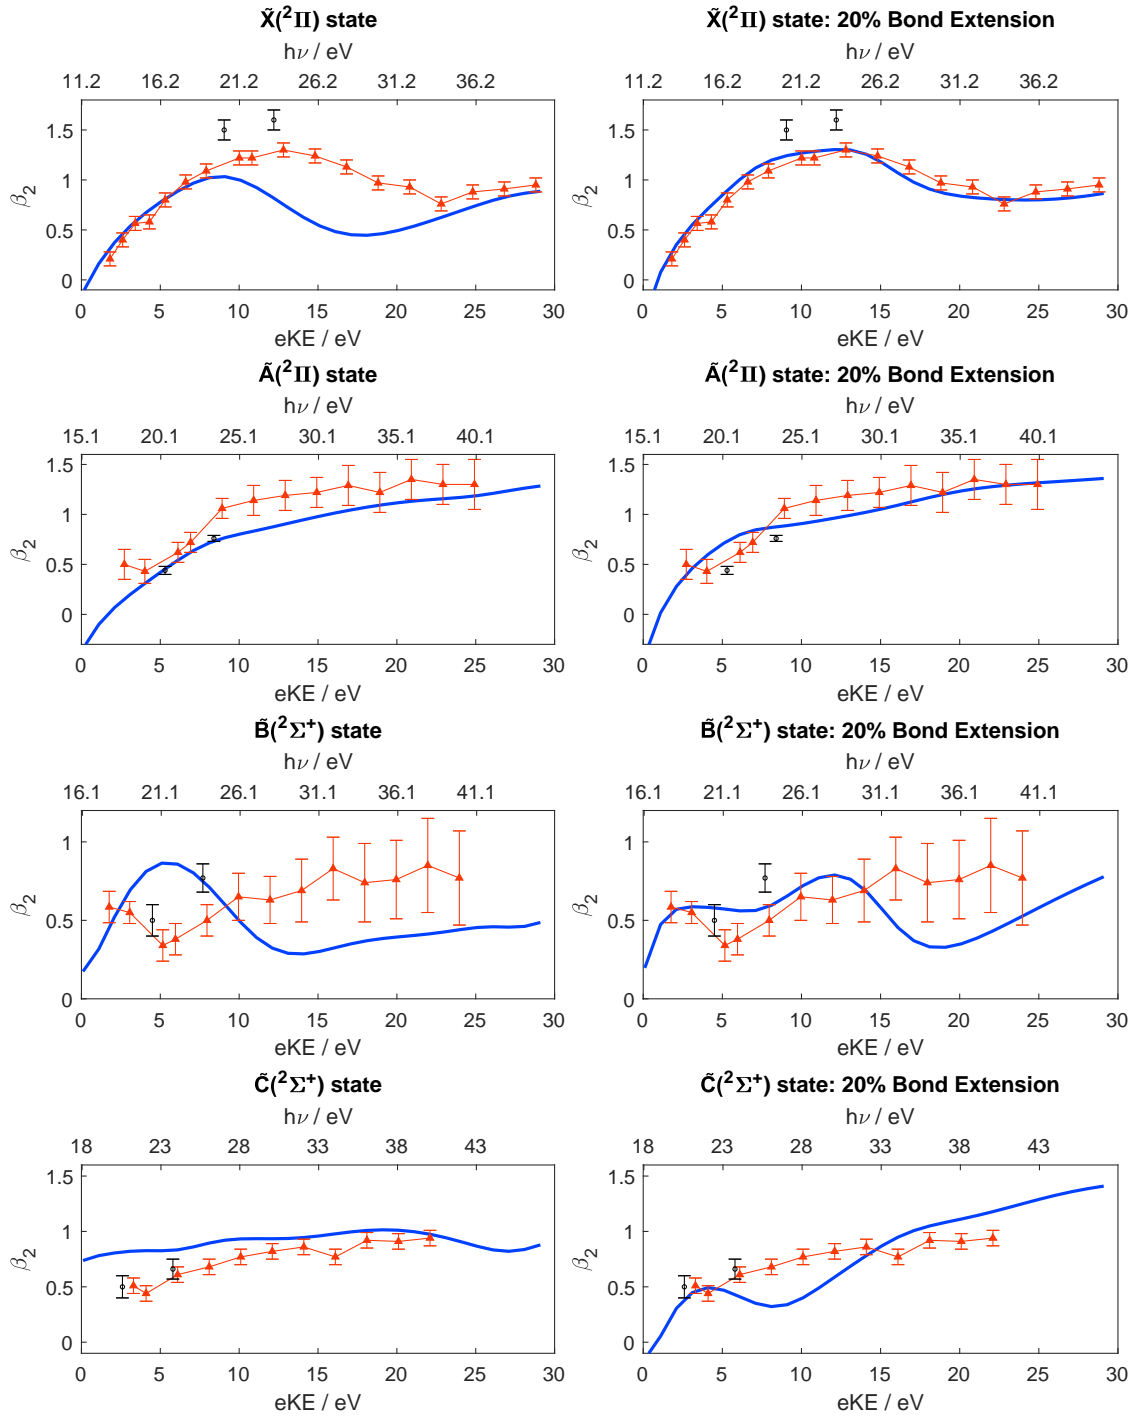 X̃(²Π) state
hν / eV
11.2 16.2 21.2 26.2 31.2 36.2
1.5
1
0.5
0
β₂
0 5 10 15 20 25 30
eKE / eV
X̃(²Π) state: 20% Bond Extension
hν / eV
11.2 16.2 21.2 26.2 31.2 36.2
1.5
1
0.5
0
β₂
0 5 10 15 20 25 30
eKE / eV
Ã(²Π) state
hν / eV
15.1 20.1 25.1 30.1 35.1 40.1
1.5
1
0.5
0
β₂
0 5 10 15 20 25 30
eKE / eV
Ã(²Π) state: 20% Bond Extension
hν / eV
15.1 20.1 25.1 30.1 35.1 40.1
1.5
1
0.5
0
β₂
0 5 10 15 20 25 30
eKE / eV
B̃(²Σ⁺) state
hν / eV
16.1 21.1 26.1 31.1 36.1 41.1
1
0.5
0
β₂
0 5 10 15 20 25 30
eKE / eV
B̃(²Σ⁺) state: 20% Bond Extension
hν / eV
16.1 21.1 26.1 31.1 36.1 41.1
1
0.5
0
β₂
0 5 10 15 20 25 30
eKE / eV
C̃(²Σ⁺) state
hν / eV
18 23 28 33 38 43
1.5
1
0.5
0
β₂
0 5 10 15 20 25 30
eKE / eV
C̃(²Σ⁺) state: 20% Bond Extension
hν / eV
18 23 28 33 38 43
1.5
1
0.5
0
β₂
0 5 10 15 20 25 30
eKE / eV